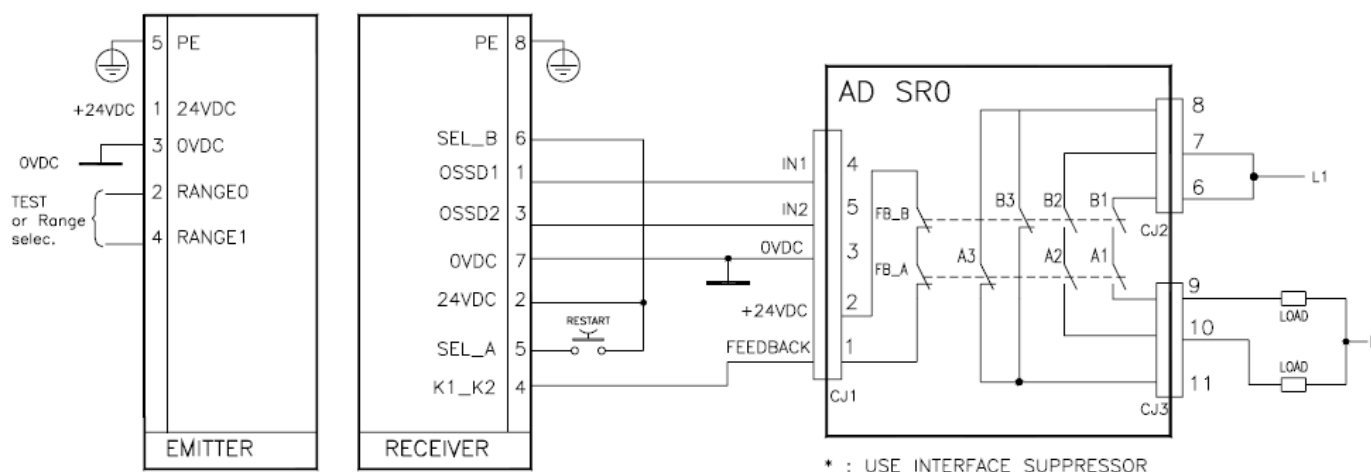 5 PE
+24VDC 1 24VDC
0VDC 3 0VDC
TEST
or Range
selec.
2 RANGE0
4 RANGE1
EMITTER
PE 8
SEL_B 6
OSSD1 1
OSSD2 3
0VDC 7
24VDC 2
RESTART
SEL_A 5
K1_K2 4
RECEIVER
AD SR0
IN1 4
IN2 5
0VDC 3
+24VDC 2
FEEDBACK 1
CJ1
FB_B B3 B2 B1
FB_A A3 A2 A1
8
7
6
CJ2
L1
9
10
11
CJ3
LOAD
LOAD
* : USE INTERFACE SUPPRESSOR